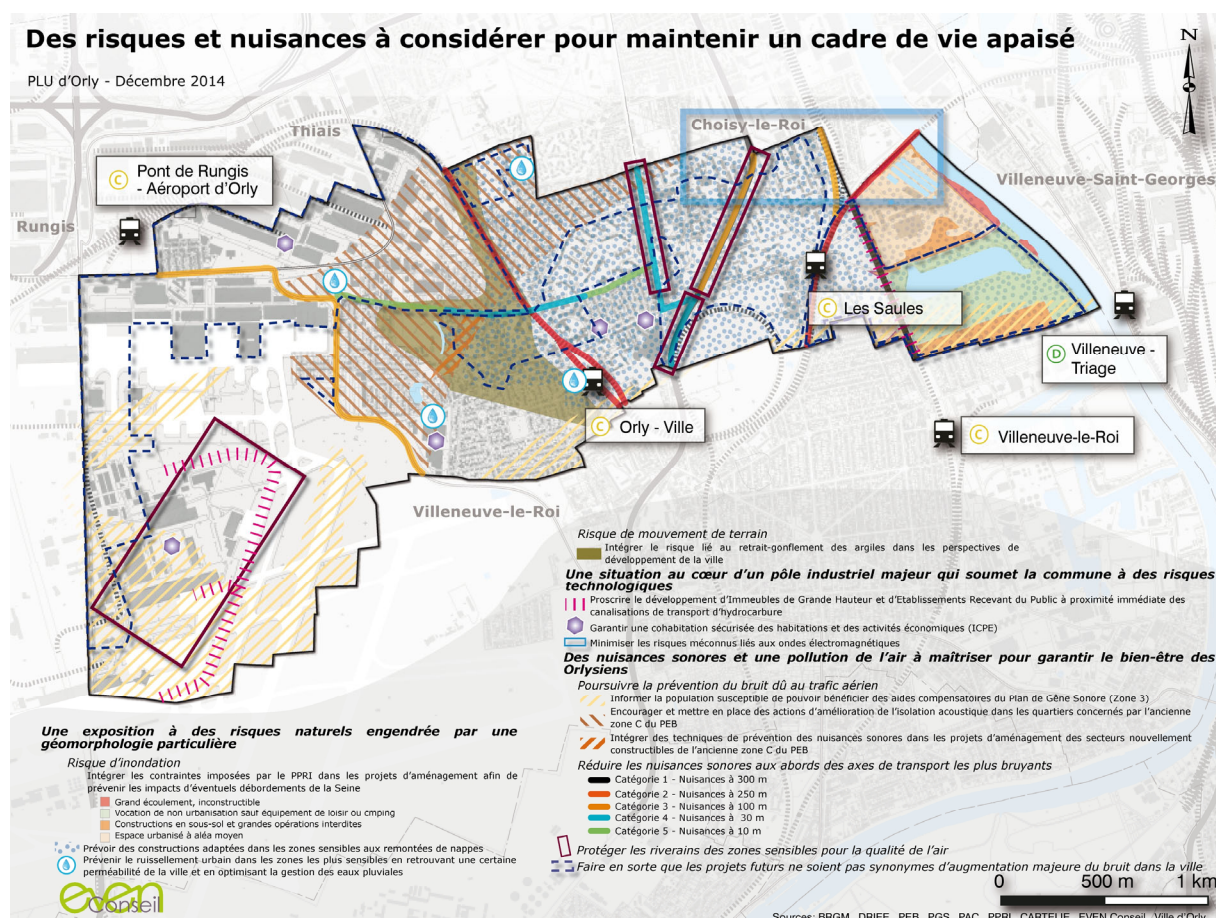 Des risques et nuisances à considérer pour maintenir un cadre de vie apaisé
PLU d'Orly - Décembre 2014
N
Thiais
Choisy-le-Roi
C Pont de Rungis
- Aéroport d'Orly
Villeneuve-Saint-Georges
Rungis
C Les Saules
D Villeneuve -
Triage
C Orly - Ville
C Villeneuve-le-Roi
Villeneuve-le-Roi
Risque de mouvement de terrain
Intégrer le risque lié au retrait-gonflement des argiles dans les perspectives de
développement de la ville
Une situation au cœur d'un pôle industriel majeur qui soumet la commune à des risques
technologiques
Proscrire le développement d'Immeubles de Grande Hauteur et d'Etablissements Recevant du Public à proximité immédiate des
canalisations de transport d'hydrocarbure
Garantir une cohabitation sécurisée des habitations et des activités économiques (ICPE)
Minimiser les risques méconnus liés aux ondes électromagnétiques
Des nuisances sonores et une pollution de l'air à maîtriser pour garantir le bien-être des
Orlysiens
Poursuivre la prévention du bruit dû au trafic aérien
Informer la population susceptible de pouvoir bénéficier des aides compensatoires du Plan de Gêne Sonore (Zone 3)
Encourager et mettre en place des actions d'amélioration de l'isolation acoustique dans les quartiers concernés par l'ancienne
zone C du PEB
Intégrer des techniques de prévention des nuisances sonores dans les projets d'aménagement des secteurs nouvellement
constructibles de l'ancienne zone C du PEB
Réduire les nuisances sonores aux abords des axes de transport les plus bruyants
Catégorie 1 - Nuisances à 300 m
Catégorie 2 - Nuisances à 250 m
Catégorie 3 - Nuisances à 100 m
Catégorie 4 - Nuisances à 30 m
Catégorie 5 - Nuisances à 10 m
Protéger les riverains des zones sensibles pour la qualité de l'air
Faire en sorte que les projets futurs ne soient pas synonymes d'augmentation majeure du bruit dans la ville
Une exposition à des risques naturels engendrée par une
géomorphologie particulière
Risque d'inondation
Intégrer les contraintes imposées par le PPRI dans les projets d'aménagement afin de
prévenir les impacts d'éventuels débordements de la Seine
Grand écoulement, inconstructible
Vocation de non urbanisation sauf équipement de loisir ou cmping
Constructions en sous-sol et grandes opérations interdites
Espace urbanisé à aléa moyen
Prévoir des constructions adaptées dans les zones sensibles aux remontées de nappes
Prévenir le ruissellement urbain dans les zones les plus sensibles en retrouvant une certaine
perméabilité de la ville et en optimisant la gestion des eaux pluviales
even
Conseil
0 500 m 1 km
Sources: BRGM, DRIEE, PEB, PGS, PAC, PPRI, CARTELIE, EVEN Conseil, Ville d'Orly